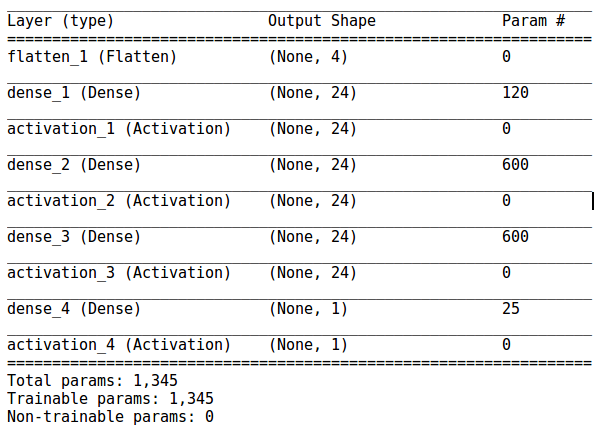 Layer (type) Output Shape Param #
=================================================================
flatten_1 (Flatten) (None, 4) 0
dense_1 (Dense) (None, 24) 120
activation_1 (Activation) (None, 24) 0
dense_2 (Dense) (None, 24) 600
activation_2 (Activation) (None, 24) 0
dense_3 (Dense) (None, 24) 600
activation_3 (Activation) (None, 24) 0
dense_4 (Dense) (None, 1) 25
activation_4 (Activation) (None, 1) 0
=================================================================
Total params: 1,345
Trainable params: 1,345
Non-trainable params: 0